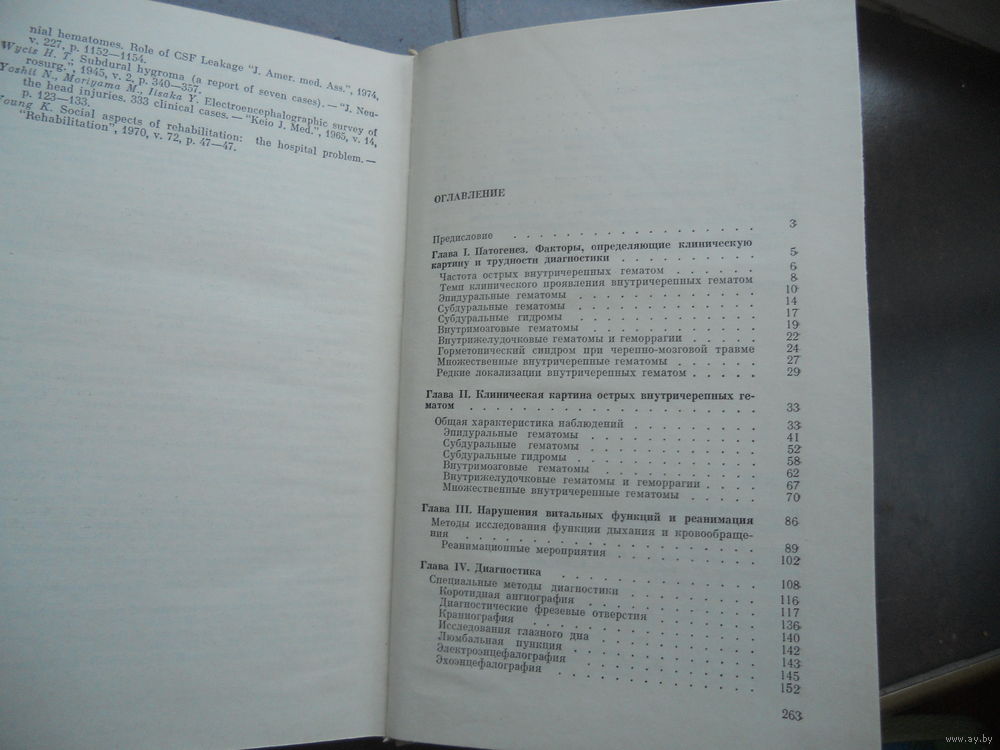 nial hematomes. Role of CSF Leakage "J. Amer. med. Ass.", 1974,
v. 227, p. 1152—1154.
Wycis H. T. Subdural hygroma (a report of seven cases). — "J. Neu-
rosurg.", 1945, v. 2, p. 340—357.
Yoshii N., Moriyama M., Iisaka Y. Electroencephalographic survey of
the head injuries. 333 clinical cases. — "Keio J. Med.", 1965, v. 14,
p. 123—133.
Young K. Social aspects of rehabilitation: the hospital problem. —
"Rehabilitation", 1970, v. 72, p. 47—47.
ОГЛАВЛЕНИЕ
Предисловие . . . . . . . . . . . . . . . . 3
Глава I. Патогенез. Факторы, определяющие клиническую
картину и трудности диагностики . . . . . . . . . 5
Частота острых внутричерепных гематом . . . . . . 6
Темп клинического проявления внутричерепных гематом 8
Эпидуральные гематомы . . . . . . . . . . . . 10
Субдуральные гематомы . . . . . . . . . . . . 14
Субдуральные гидромы . . . . . . . . . . . . 17
Внутримозговые гематомы . . . . . . . . . . . 19
Внутрижелудочковые гематомы и геморрагии . . . . . 22
Горметонический синдром при черепно-мозговой травме 24
Множественные внутричерепные гематомы . . . . . . 27
Редкие локализации внутричерепных гематом . . . . . 29
Глава II. Клиническая картина острых внутричерепных ге-
матом . . . . . . . . . . . . . . . . . . 33
Общая характеристика наблюдений . . . . . . . . 33
Эпидуральные гематомы . . . . . . . . . . . 41
Субдуральные гематомы . . . . . . . . . . . 52
Субдуральные гидромы . . . . . . . . . . . 58
Внутримозговые гематомы . . . . . . . . . . 62
Внутрижелудочковые гематомы и геморрагии . . . . 67
Множественные внутричерепные гематомы . . . . . 70
Глава III. Нарушения витальных функций и реанимация 86
Методы исследования функции дыхания и кровообраще-
ния . . . . . . . . . . . . . . . . . . . 89
Реанимационные мероприятия . . . . . . . . . 102
Глава IV. Диагностика . . . . . . . . . . . . . 108
Специальные методы диагностики . . . . . . . . 116
Коротидная ангиография . . . . . . . . . . . 117
Диагностические фрезевые отверстия . . . . . . . 136
Краниография . . . . . . . . . . . . . . . 140
Исследования глазного дна . . . . . . . . . . 142
Люмбальная пункция . . . . . . . . . . . . 143
Электроэнцефалография . . . . . . . . . . . 145
Эхоэнцефалография . . . . . . . . . . . . . 152
263
www.ay.by